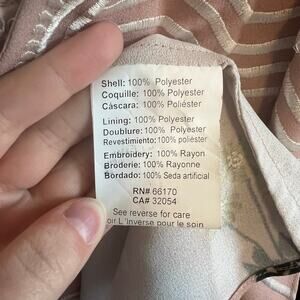 Shell: 100% Polyester
Coquille: 100% Polyester
Cáscara: 100% Poliéster
Lining: 100% Polyester
Doublure: 100% Polyester
Revestimiento: 100% poliéster
Embroidery: 100% Rayon
Broderie: 100% Rayonne
Bordado: 100% Seda artificial
RN# 66170
CA# 32054
See reverse for care
oir L 'inverse pour le soin